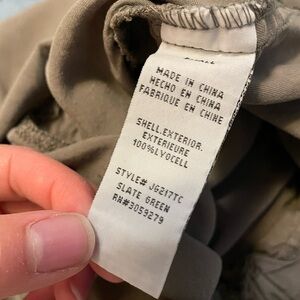 MADE IN CHINA
HECHO EN CHINA
FABRIQUE EN CHINE
SHELL.EXTERIOR.
EXTERIEURE
100%LYOCELL
STYLE# JG217TC
SLATE GREEN
RN#3059279